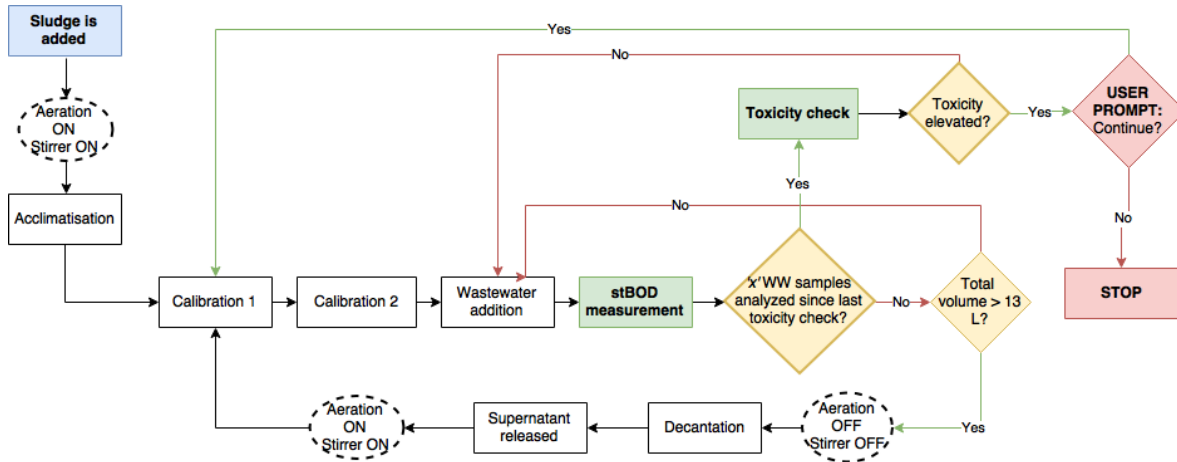 Sludge is
added
Yes
No
Aeration
ON
Stirrer ON
Toxicity check
Toxicity
elevated?
Yes
USER
PROMPT:
Continue?
Yes
No
Acclimatisation
No
Calibration 1
Calibration 2
Wastewater
addition
stBOD
measurement
'x' WW samples
analyzed since last
toxicity check?
No
Total
volume > 13
L?
STOP
Aeration
ON
Stirrer ON
Supernatant
released
Decantation
Aeration
OFF
Stirrer OFF
Yes